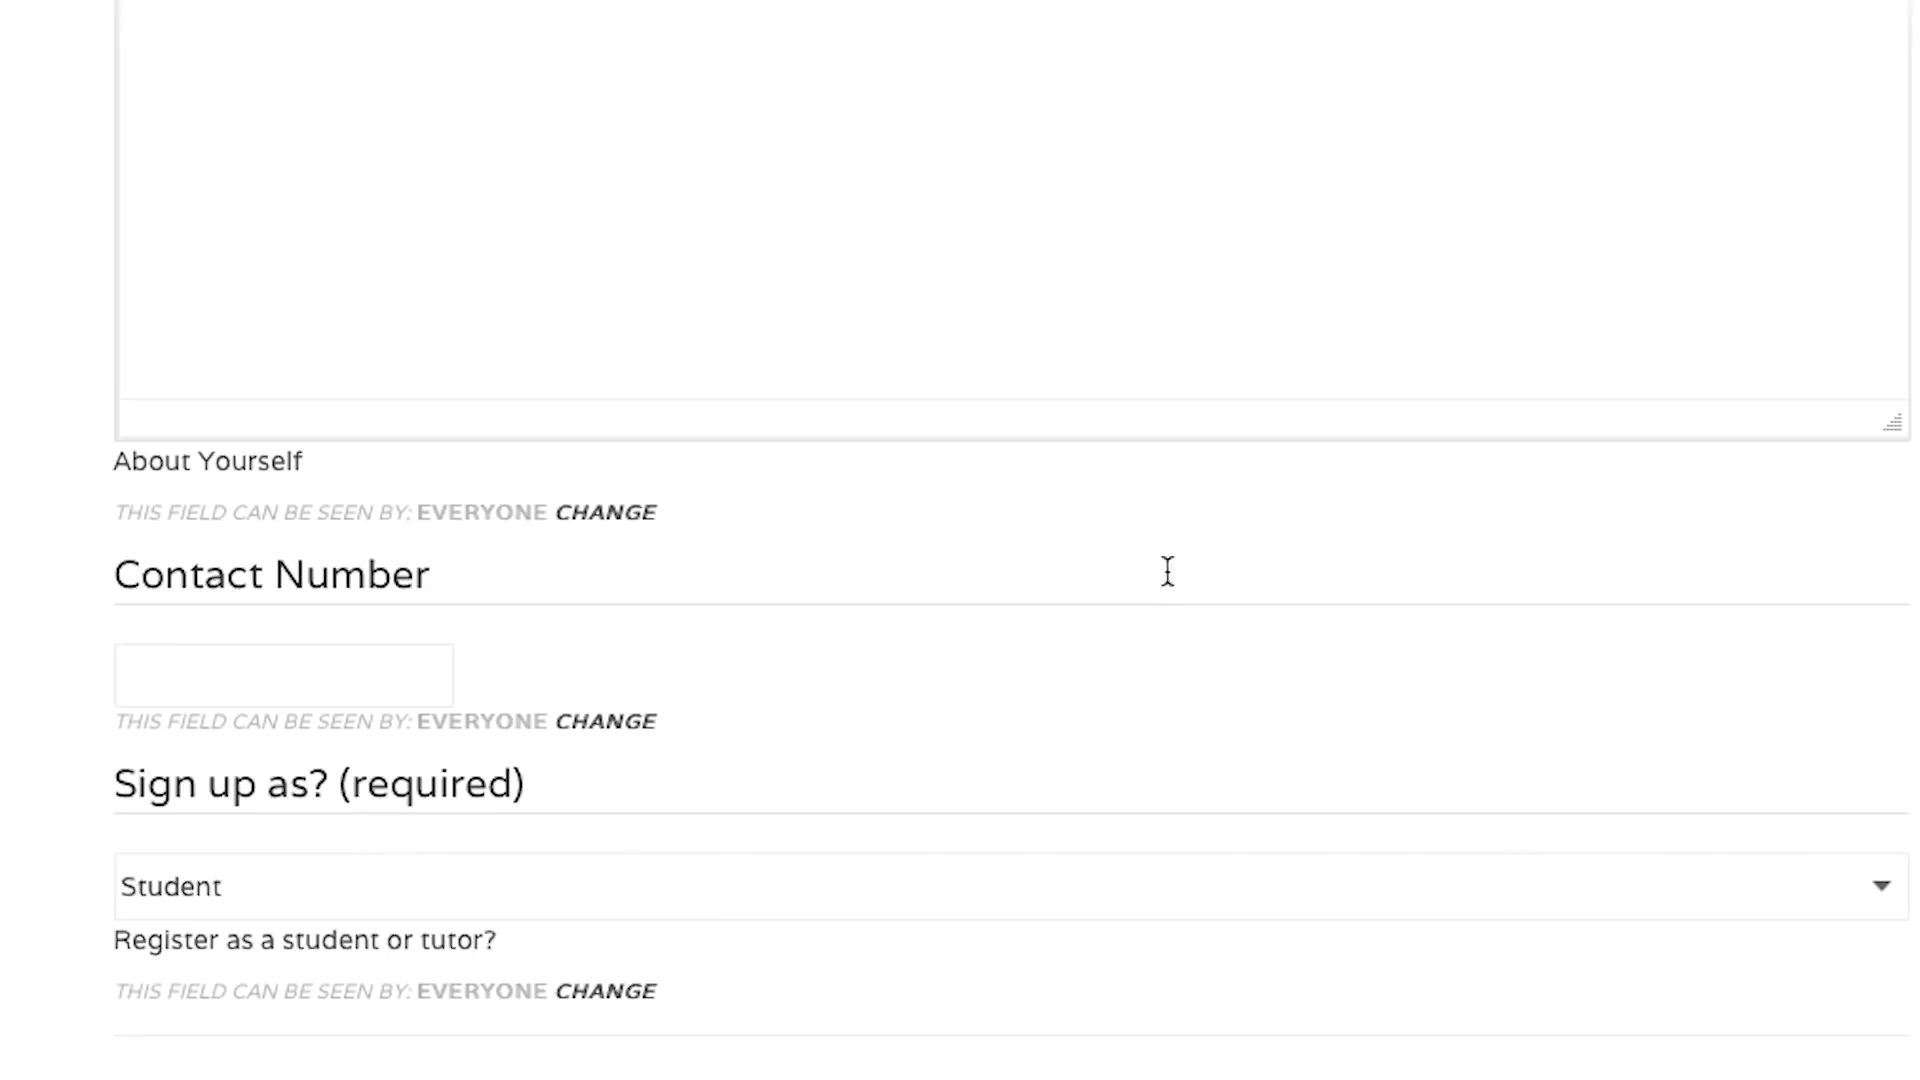 About Yourself
THIS FIELD CAN BE SEEN BY: EVERYONE CHANGE
Contact Number
THIS FIELD CAN BE SEEN BY: EVERYONE CHANGE
Sign up as? (required)
Student
Register as a student or tutor?
THIS FIELD CAN BE SEEN BY: EVERYONE CHANGE